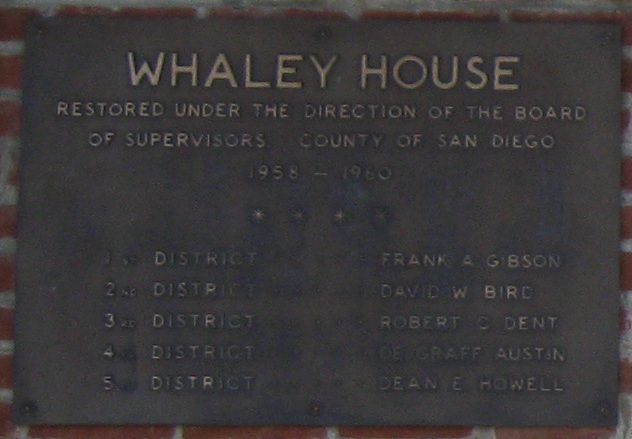 WHALEY HOUSE
RESTORED UNDER THE DIRECTION OF THE BOARD
OF SUPERVISORS. COUNTY OF SAN DIEGO
1958 – 1960
* * * *
1ST DISTRICT FRANK A GIBSON
2ND DISTRICT DAVID W BIRD
3RD DISTRICT ROBERT C DENT
4TH DISTRICT DE GRAFF AUSTIN
5TH DISTRICT DEAN E HOWELL